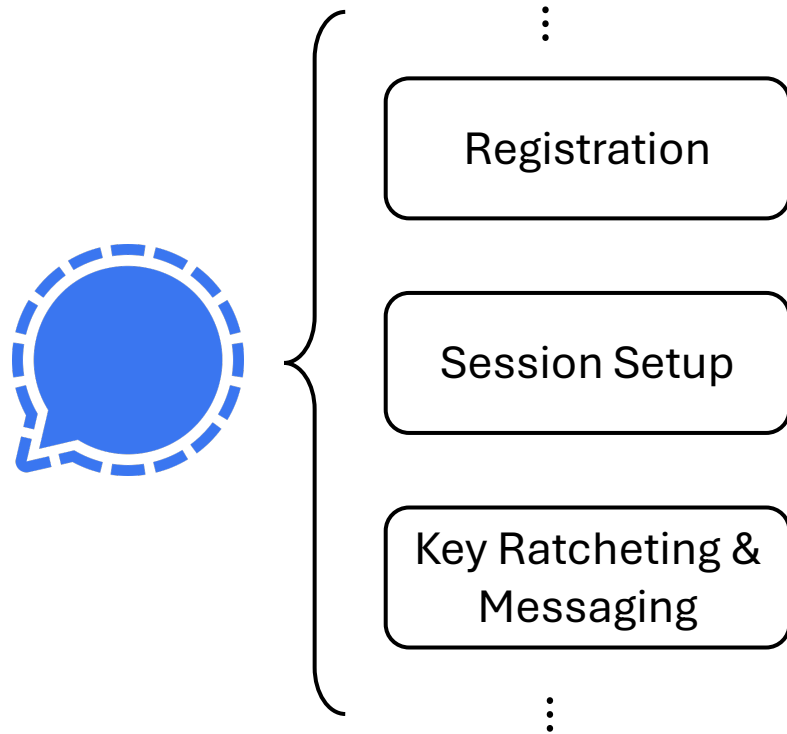 ⋮
Registration
Session Setup
Key Ratcheting &
Messaging
⋮